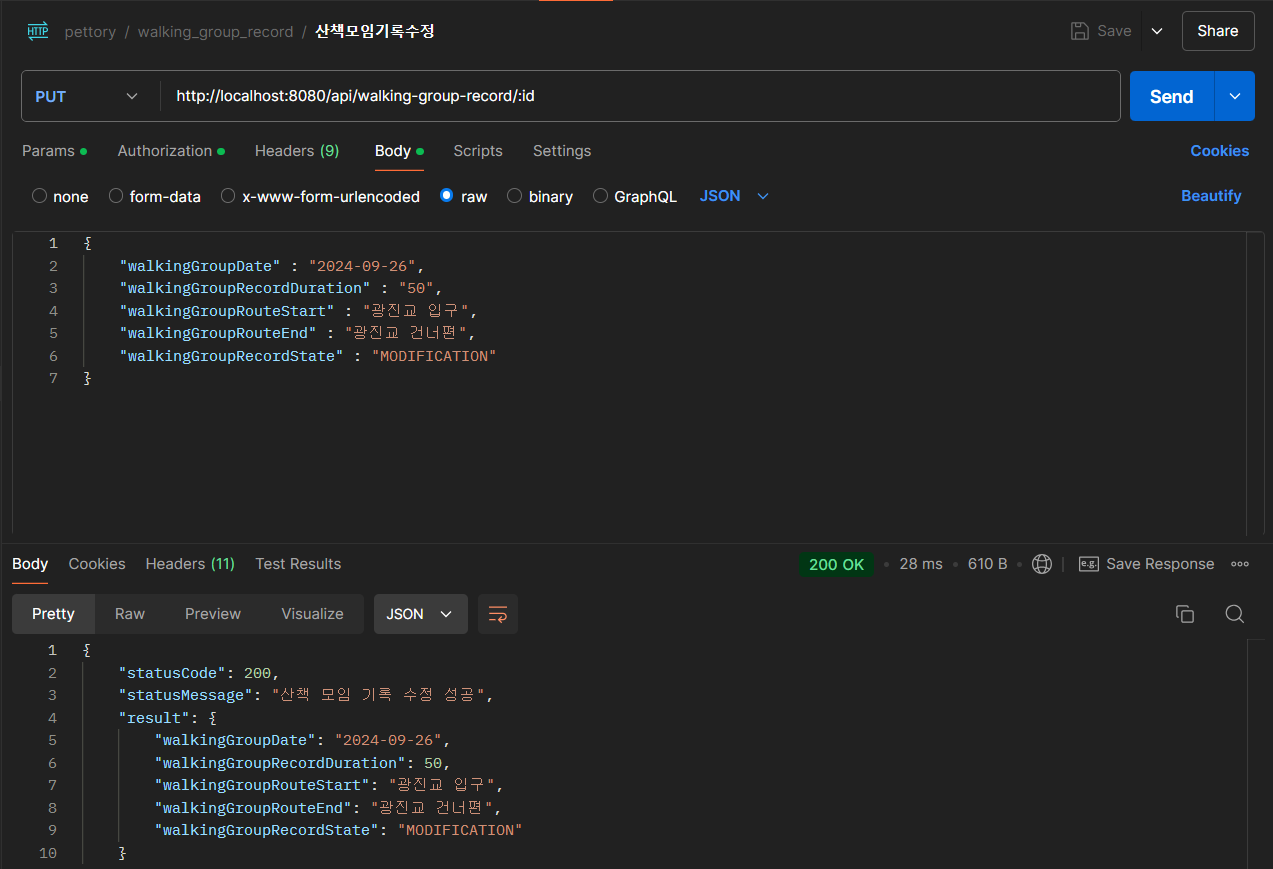 HTTP pettory / walking_group_record / 산책모임기록수정 Save Share
PUT http://localhost:8080/api/walking-group-record/:id Send
Params Authorization Headers (9) Body Scripts Settings Cookies
none form-data x-www-form-urlencoded raw binary GraphQL JSON Beautify
1 {
2 "walkingGroupDate" : "2024-09-26",
3 "walkingGroupRecordDuration" : "50",
4 "walkingGroupRouteStart" : "광진교 입구",
5 "walkingGroupRouteEnd" : "광진교 건너편",
6 "walkingGroupRecordState" : "MODIFICATION"
7 }
Body Cookies Headers (11) Test Results 200 OK 28 ms 610 B e.g. Save Response
Pretty Raw Preview Visualize JSON
1 {
2 "statusCode": 200,
3 "statusMessage": "산책 모임 기록 수정 성공",
4 "result": {
5 "walkingGroupDate": "2024-09-26",
6 "walkingGroupRecordDuration": 50,
7 "walkingGroupRouteStart": "광진교 입구",
8 "walkingGroupRouteEnd": "광진교 건너편",
9 "walkingGroupRecordState": "MODIFICATION"
10 }